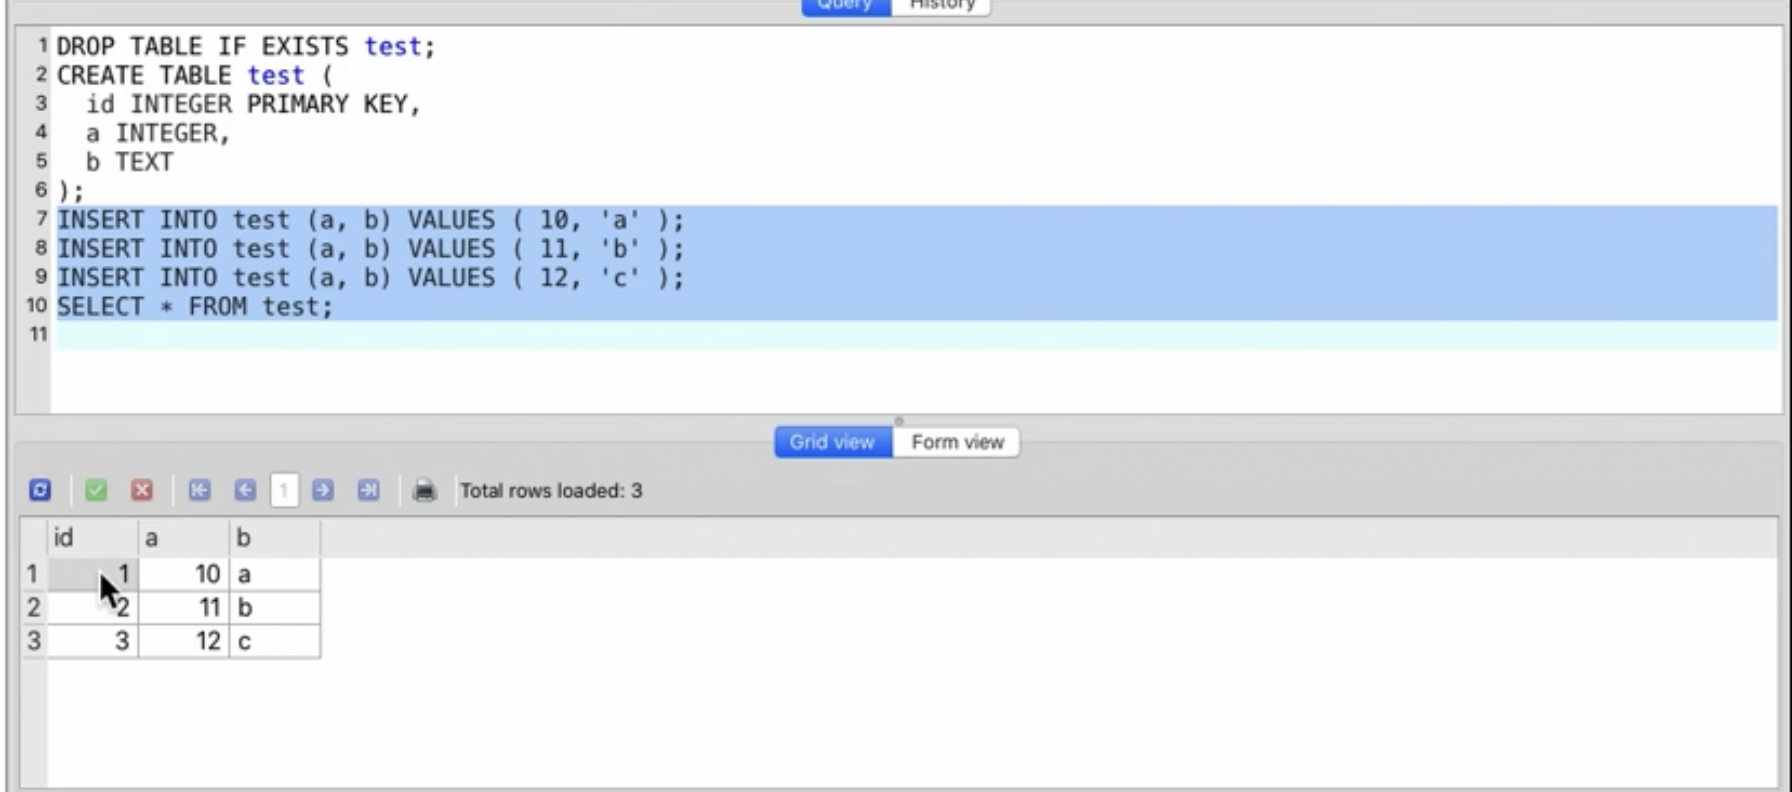 Query History
1 DROP TABLE IF EXISTS test;
2 CREATE TABLE test (
3 id INTEGER PRIMARY KEY,
4 a INTEGER,
5 b TEXT
6 );
7 INSERT INTO test (a, b) VALUES ( 10, 'a' );
8 INSERT INTO test (a, b) VALUES ( 11, 'b' );
9 INSERT INTO test (a, b) VALUES ( 12, 'c' );
10 SELECT * FROM test;
11
Grid view Form view
1 Total rows loaded: 3
id a b
1 1 10 a
2 2 11 b
3 3 12 c